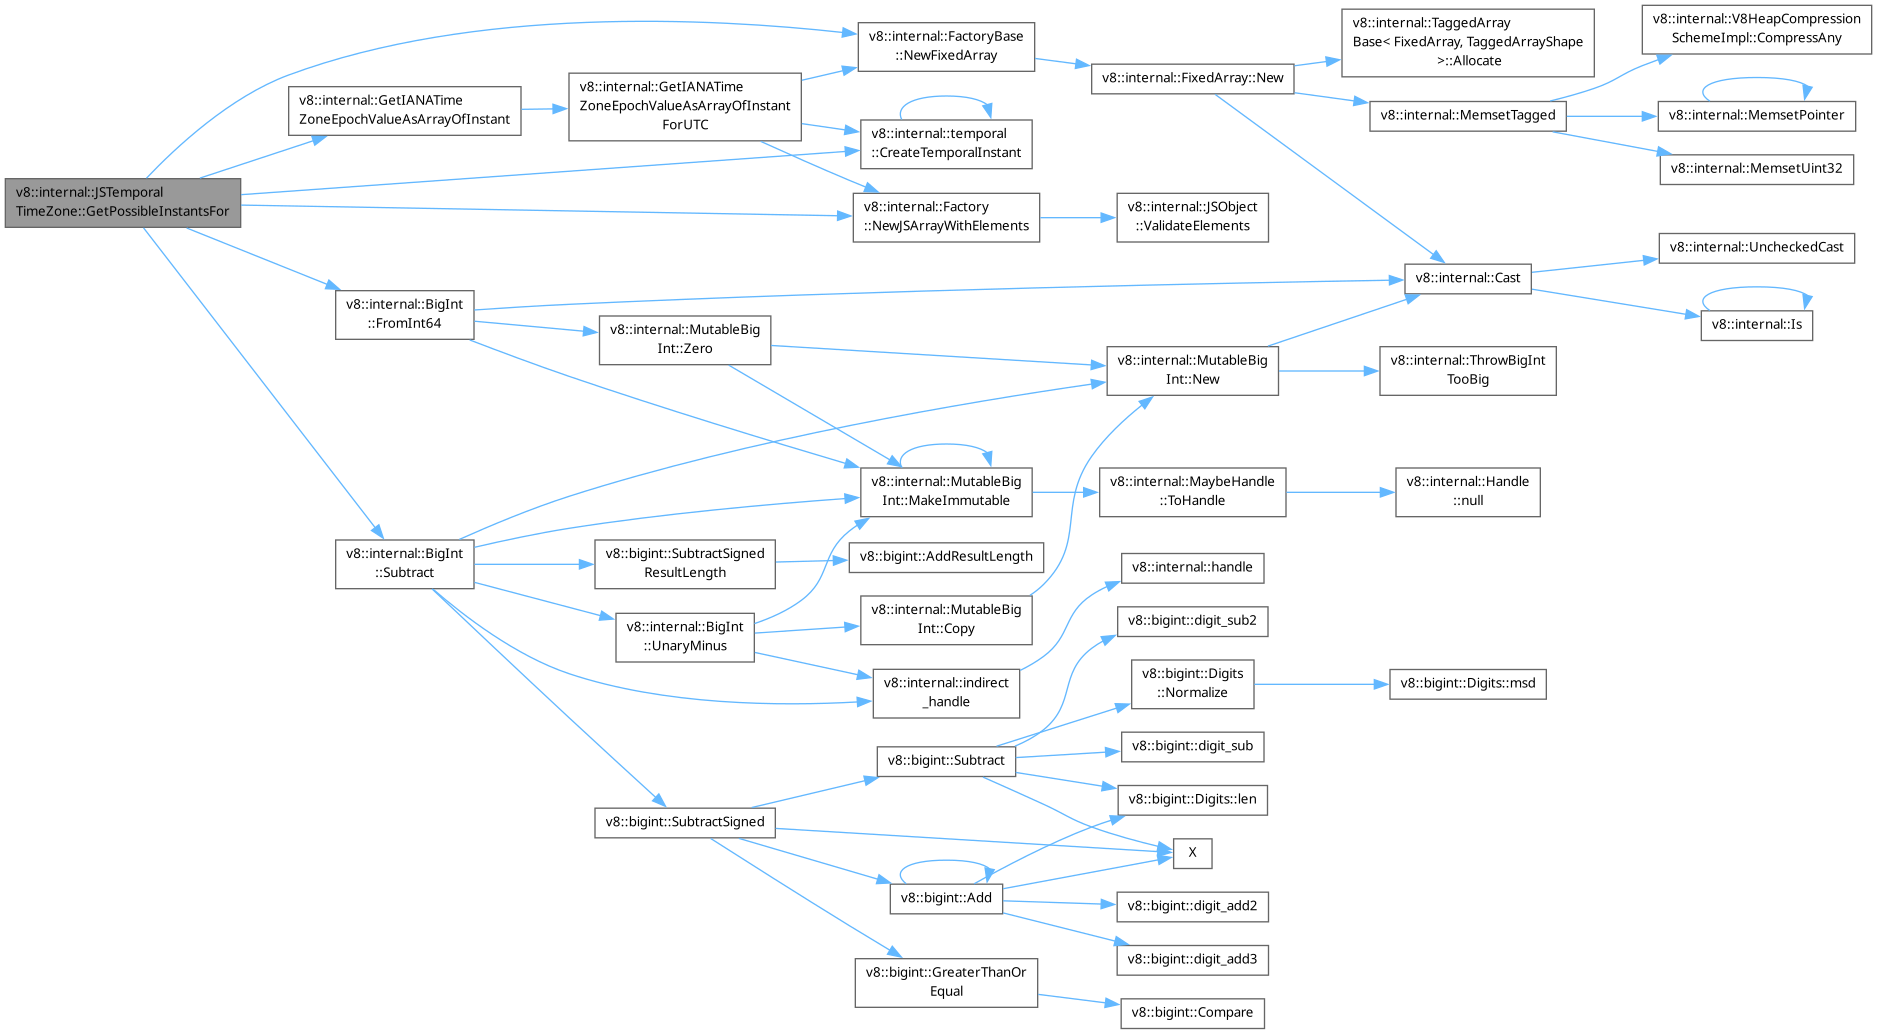 v8::internal::JSTemporal
TimeZone::GetPossibleInstantsFor
v8::internal::GetIANATime
ZoneEpochValueAsArrayOfInstant
v8::internal::GetIANATime
ZoneEpochValueAsArrayOfInstant
ForUTC
v8::internal::FactoryBase
::NewFixedArray
v8::internal::temporal
::CreateTemporalInstant
v8::internal::Factory
::NewJSArrayWithElements
v8::internal::JSObject
::ValidateElements
v8::internal::FixedArray::New
v8::internal::TaggedArray
Base< FixedArray, TaggedArrayShape
>::Allocate
v8::internal::MemsetTagged
v8::internal::V8HeapCompression
SchemeImpl::CompressAny
v8::internal::MemsetPointer
v8::internal::MemsetUint32
v8::internal::Cast
v8::internal::UncheckedCast
v8::internal::Is
v8::internal::BigInt
::FromInt64
v8::internal::MutableBig
Int::Zero
v8::internal::MutableBig
Int::New
v8::internal::ThrowBigInt
TooBig
v8::internal::MutableBig
Int::MakeImmutable
v8::internal::MaybeHandle
::ToHandle
v8::internal::Handle
::null
v8::internal::BigInt
::Subtract
v8::bigint::SubtractSigned
ResultLength
v8::bigint::AddResultLength
v8::internal::BigInt
::UnaryMinus
v8::internal::MutableBig
Int::Copy
v8::internal::indirect
_handle
v8::internal::handle
v8::bigint::digit_sub2
v8::bigint::Digits
::Normalize
v8::bigint::Digits::msd
v8::bigint::Subtract
v8::bigint::digit_sub
v8::bigint::Digits::len
v8::bigint::SubtractSigned
X
v8::bigint::Add
v8::bigint::digit_add2
v8::bigint::digit_add3
v8::bigint::GreaterThanOr
Equal
v8::bigint::Compare